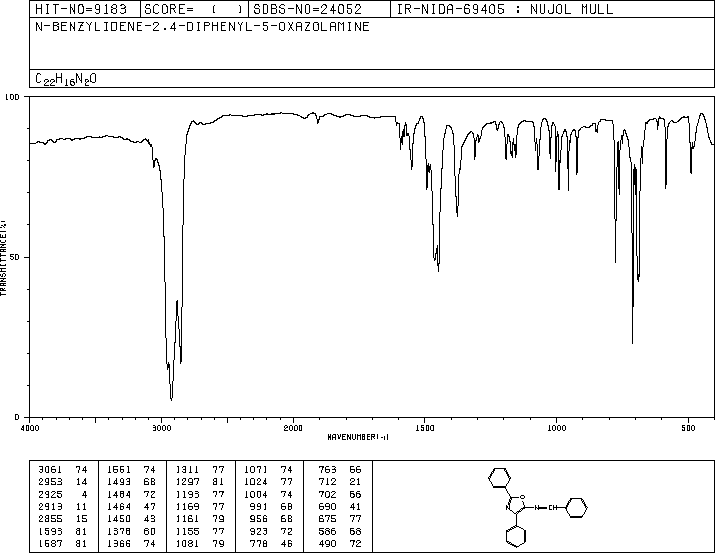 HIT-NO=9183 SCORE= ( ) SDBS-NO=24052 IR-NIDA-69405 : NUJOL MULL
N-BENZYLIDENE-2.4-DIPHENYL-5-OXAZOLAMINE
C22H16N2O
100
50
0
TRANSMITTANCE(%)
4000 3000 2000 1500 1000 500
WAVENUMBER(-1)
3061 74 1561 74 1311 77 1071 74 763 66
2953 14 1493 68 1297 81 1024 77 712 21
2925 4 1484 72 1193 77 1004 74 702 66
2913 11 1464 47 1169 77 991 68 690 41
2855 15 1450 43 1161 79 956 68 675 77
1593 81 1378 60 1155 77 923 72 586 68
1587 81 1366 74 1081 79 778 46 490 72
O
N N CH